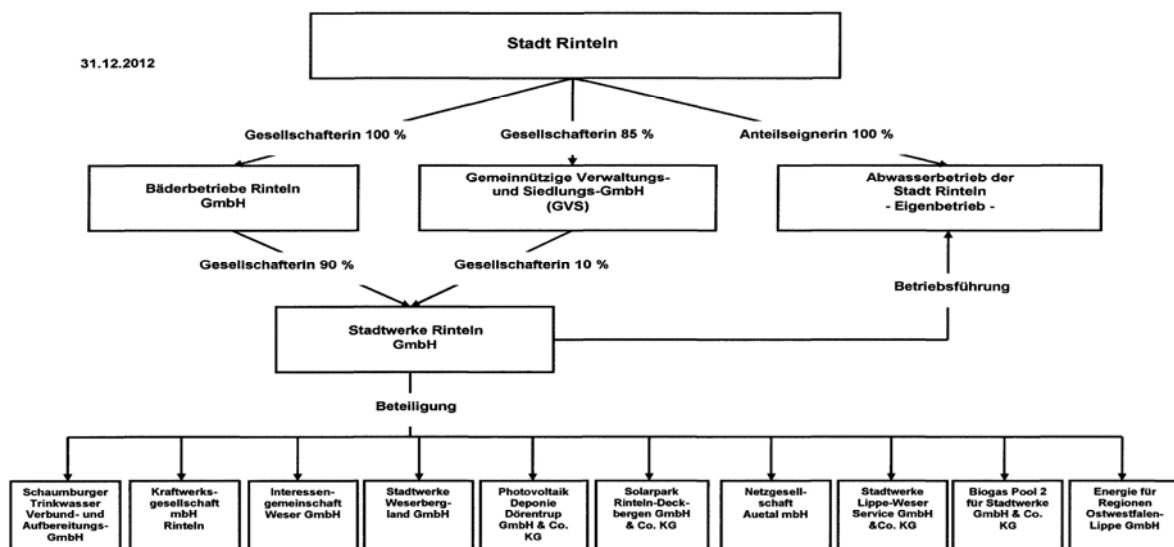 Stadt Rinteln
31.12.2012
Gesellschafterin 100 %
Gesellschafterin 85 %
Anteilseignerin 100 %
Bäderbetriebe Rinteln
GmbH
Gemeinnützige Verwaltungs-
und Siedlungs-GmbH
(GVS)
Abwasserbetrieb der
Stadt Rinteln
- Eigenbetrieb -
Gesellschafterin 90 %
Gesellschafterin 10 %
Betriebsführung
Stadtwerke Rinteln
GmbH
Beteiligung
Schaumburger
Trinkwasser
Verbund- und
Aufbereitungs-
GmbH
Kraftwerks-
gesellschaft
mbH
Rinteln
Interessen-
gemeinschaft
Weser GmbH
Stadtwerke
Weserberg-
land GmbH
Photovoltaik
Deponie
Dörentrup
GmbH & Co.
KG
Solarpark
Rinteln-Deck-
bergen GmbH
& Co. KG
Netzgesell-
schaft
Auetal mbH
Stadtwerke
Lippe-Weser
Service GmbH
&Co. KG
Biogas Pool 2
für Stadtwerke
GmbH & Co.
KG
Energie für
Regionen
Ostwestfalen-
Lippe GmbH